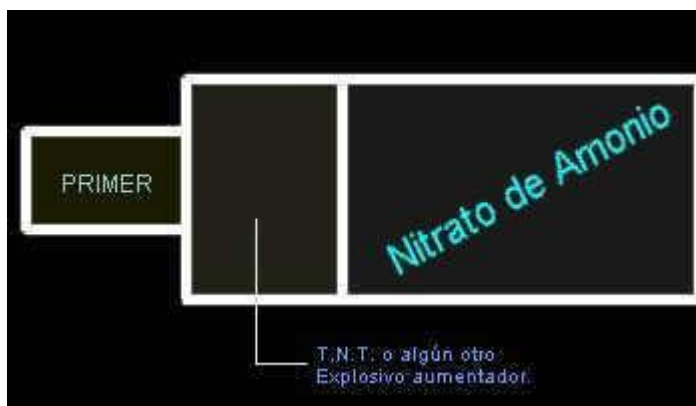 PRIMER
Nitrato de Amonio
T.N.T. o algún otro
Explosivo aumentador.